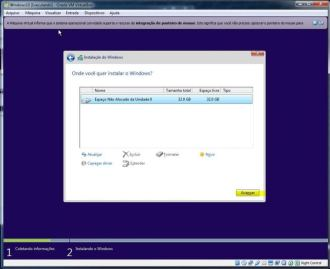 Windows10 [Executando] - Oracle VM VirtualBox
Arquivo Máquina Visualizar Entrada Dispositivos Ajuda
A Máquina Virtual informa que o sistema operacional convidado suporta o recurso de integração do ponteiro do mouse. Isto significa que você não precisa capturar o ponteiro do mouse para
Instalação do Windows
Onde você quer instalar o Windows?
Nome Tamanho total Espaço livre Tipo
Espaço Não Alocado da Unidade 0 32.0 GB 32.0 GB
Atualizar Excluir Formatar Novo
Carregar driver Estender
Avançar
1 Coletando informações 2 Instalando o Windows
Right Control